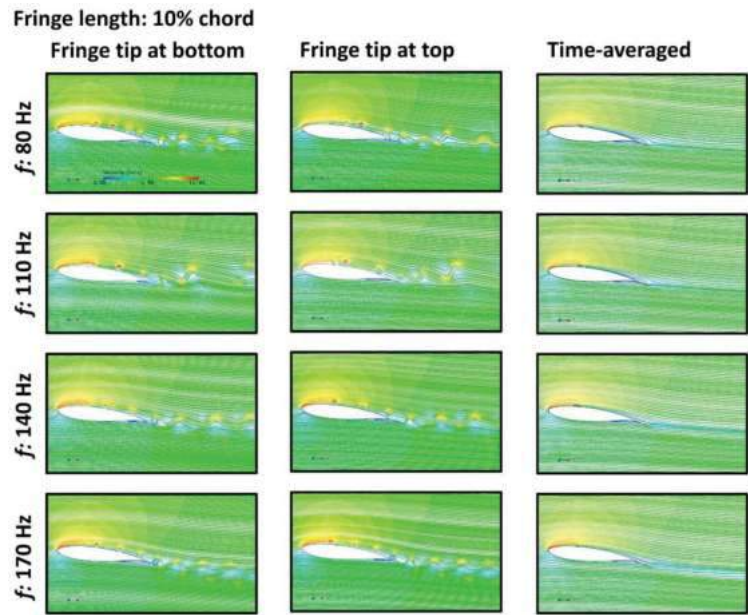 Fringe length: 10% chord
Fringe tip at bottom
Fringe tip at top
Time-averaged
f: 80 Hz
f: 110 Hz
f: 140 Hz
f: 170 Hz